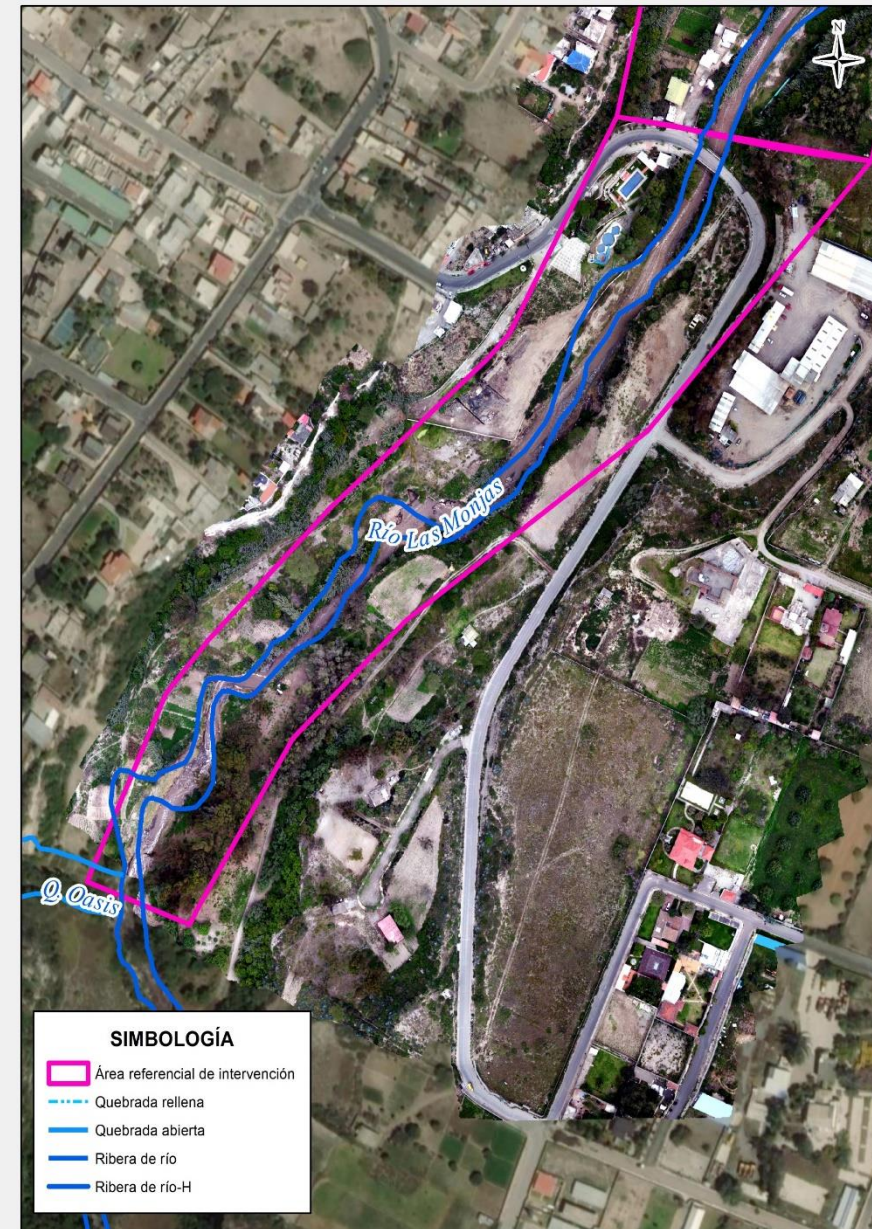 N
Río Las Monjas
Q. Oasis
SIMBOLOGÍA
Área referencial de intervención
Quebrada rellena
Quebrada abierta
Ribera de río
Ribera de río-H